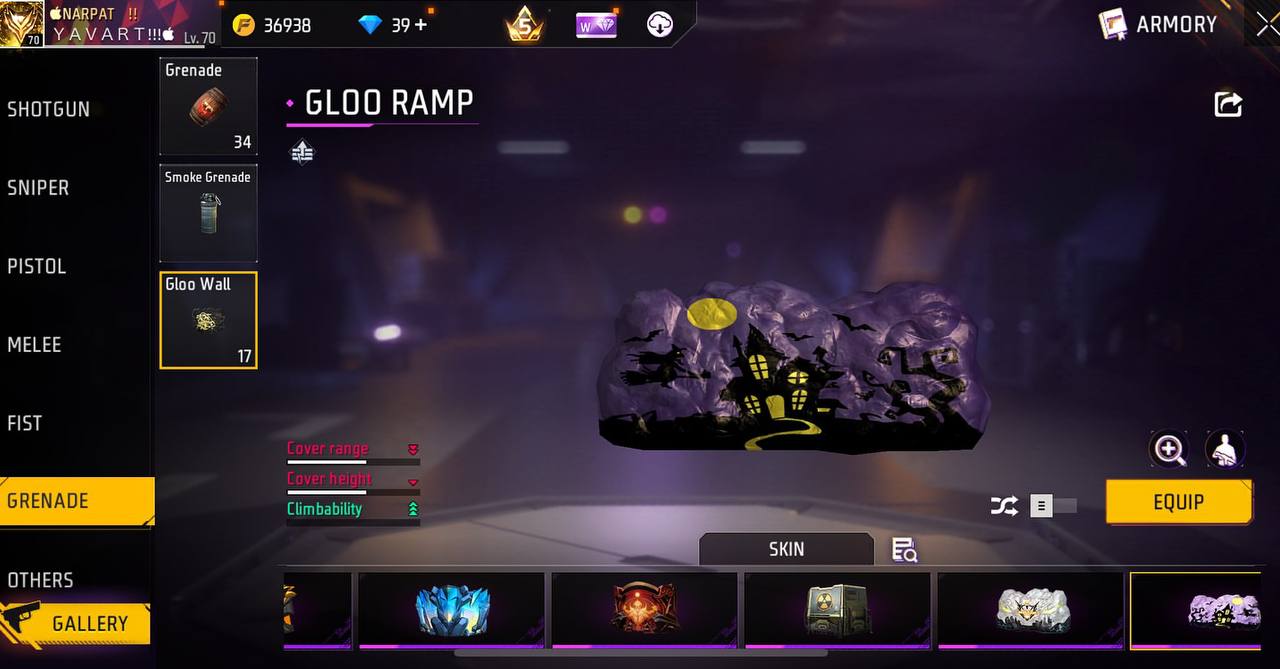 NARPAT !!
YAVART!!!
70
Lv.70
36938
39+
5
W
ARMORY
SHOTGUN
SNIPER
PISTOL
MELEE
FIST
GRENADE
OTHERS
GALLERY
Grenade
34
Smoke Grenade
Gloo Wall
17
GLOO RAMP
Cover range
Cover height
Climbability
EQUIP
SKIN